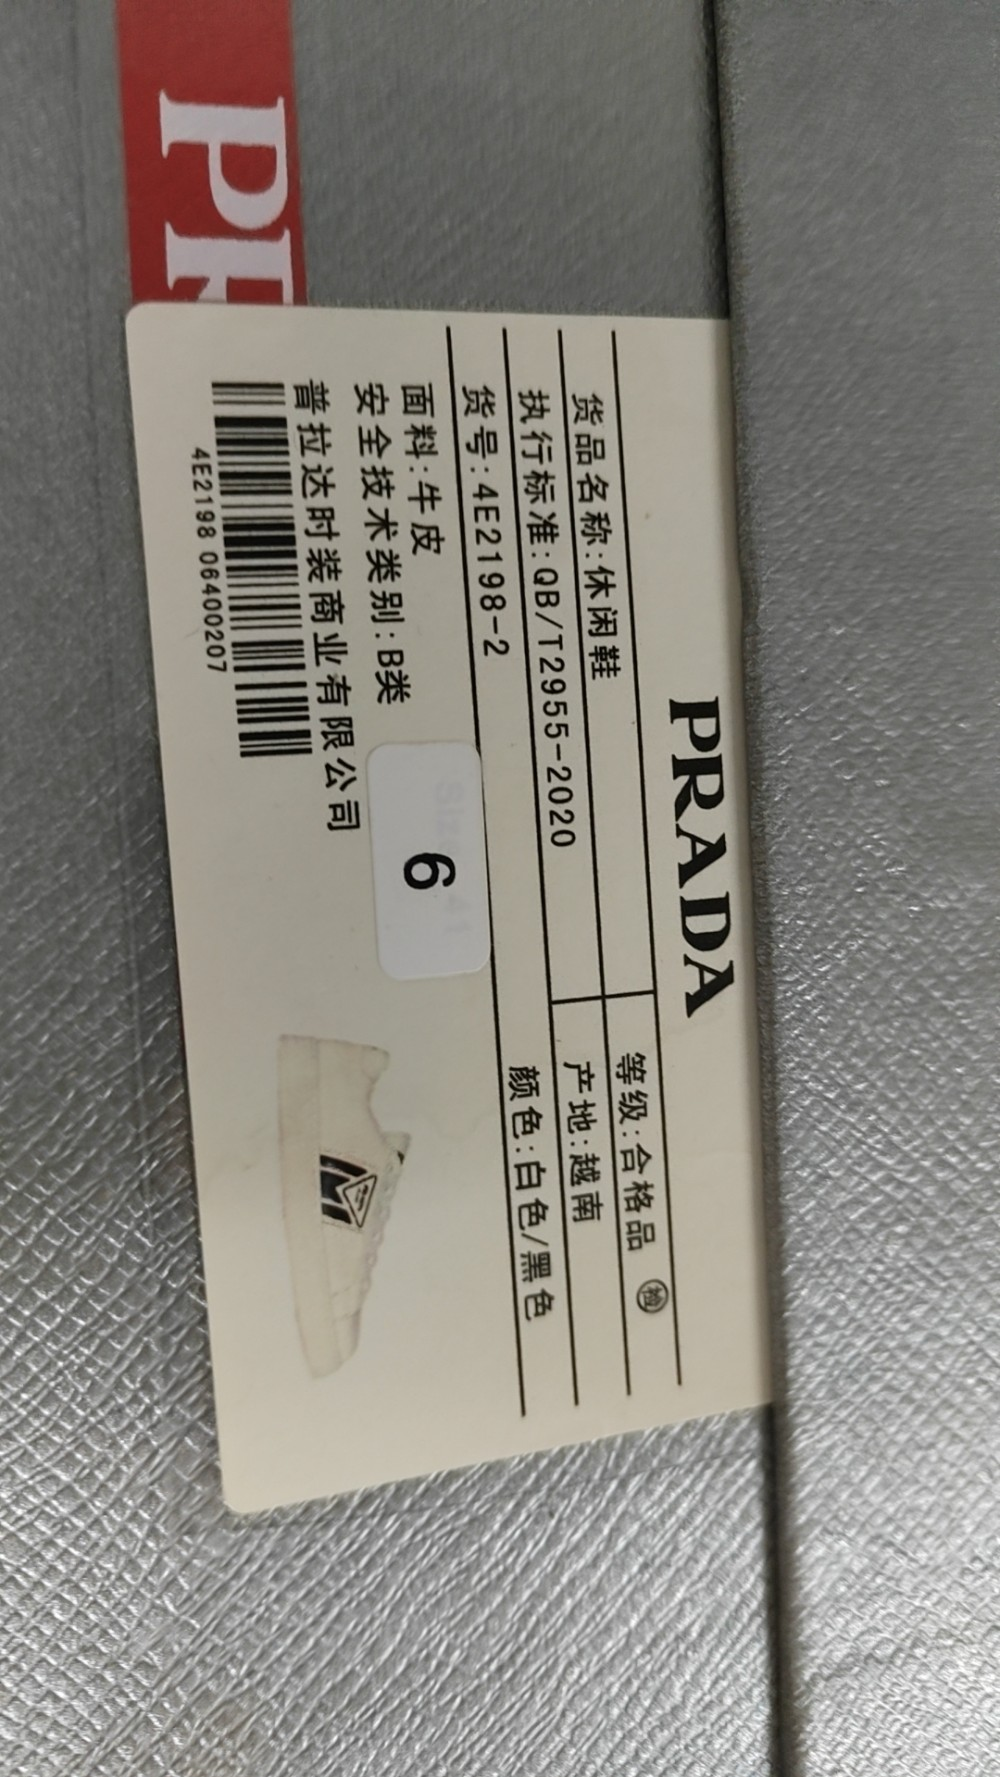 PRADA
货品名称:休闲鞋
等级:合格品 检
执行标准:QB/T2955-2020
产地:越南
货号:4E2198-2
颜色:白色/黑色
面料:牛皮
安全技术类别:B类
普拉达时装商业有限公司
4E2198 06400207
Size 41
6
PR